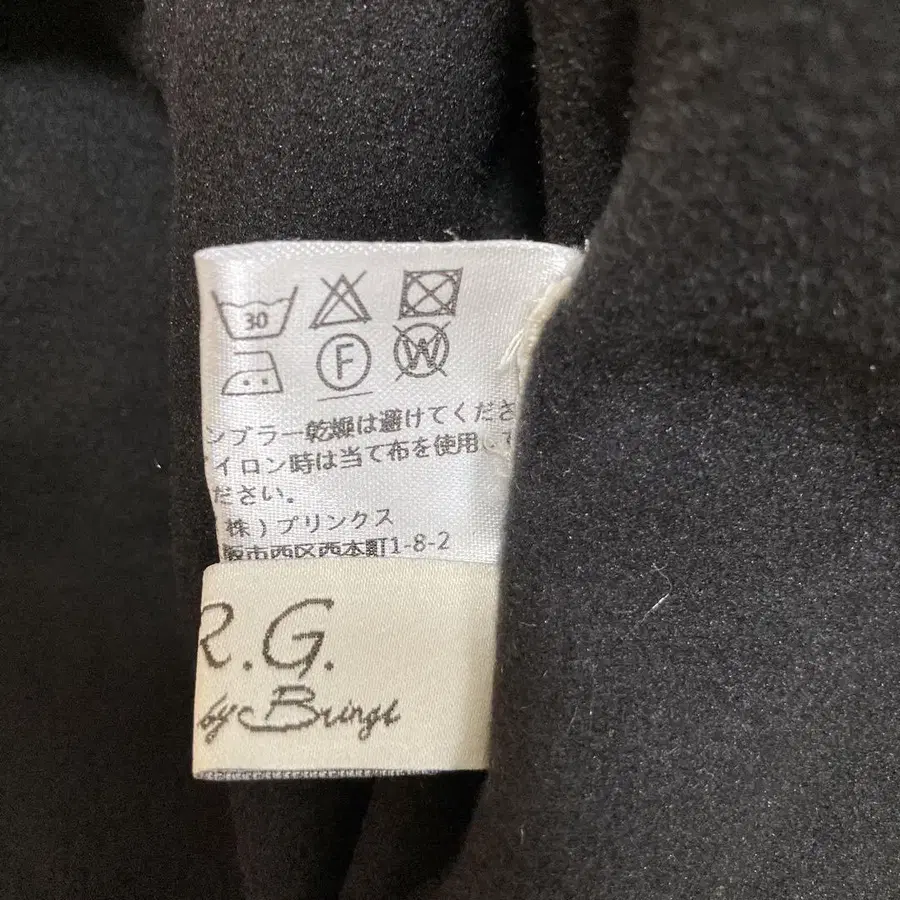 30
F W
ンブラー乾燥は避けてくださ
イロン時は当て布を使用して
ださい。
株)ブリンクス
阪市西区西本町1-8-2
R.G.
by Bringt